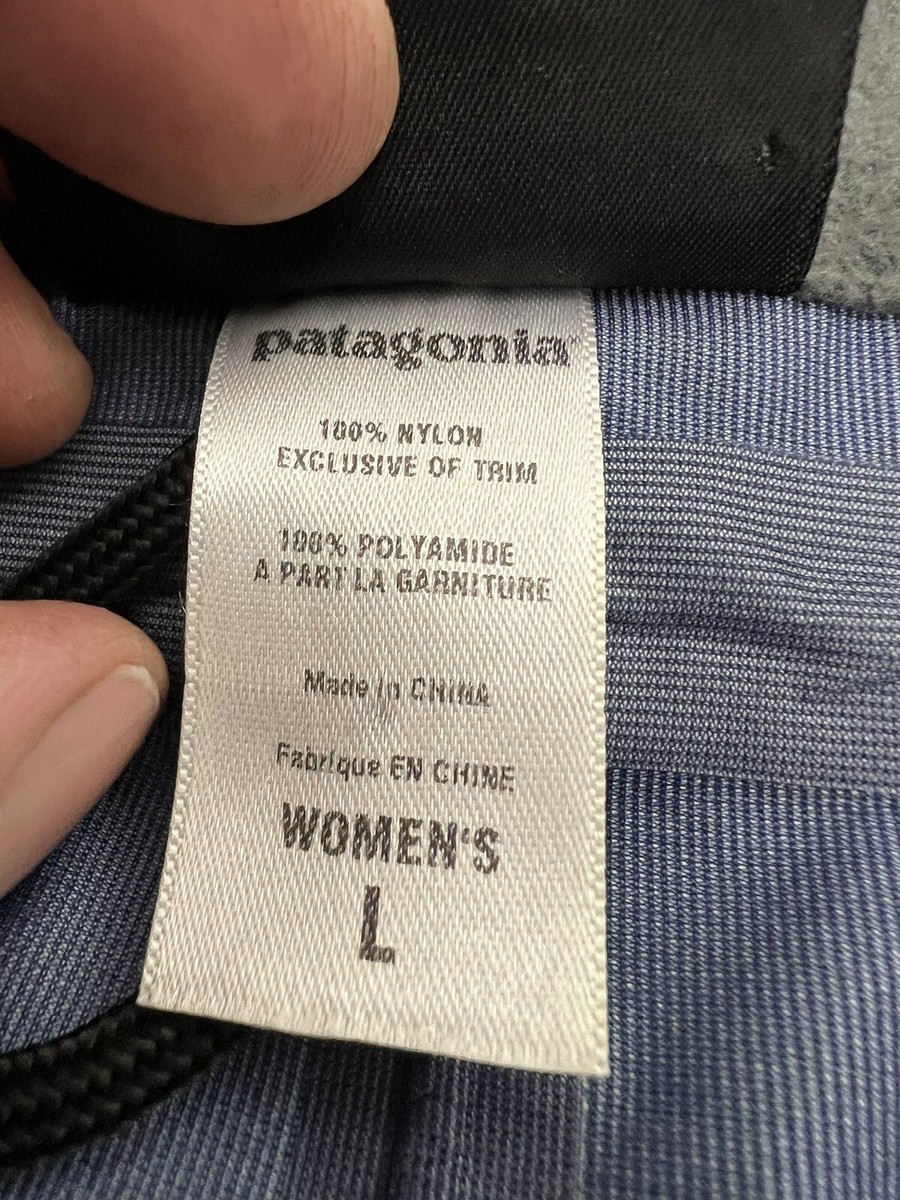 patagonia
100% NYLON
EXCLUSIVE OF TRIM
100% POLYAMIDE
A PART LA GARNITURE
Made in CHINA
Fabrique EN CHINE
WOMEN'S
L